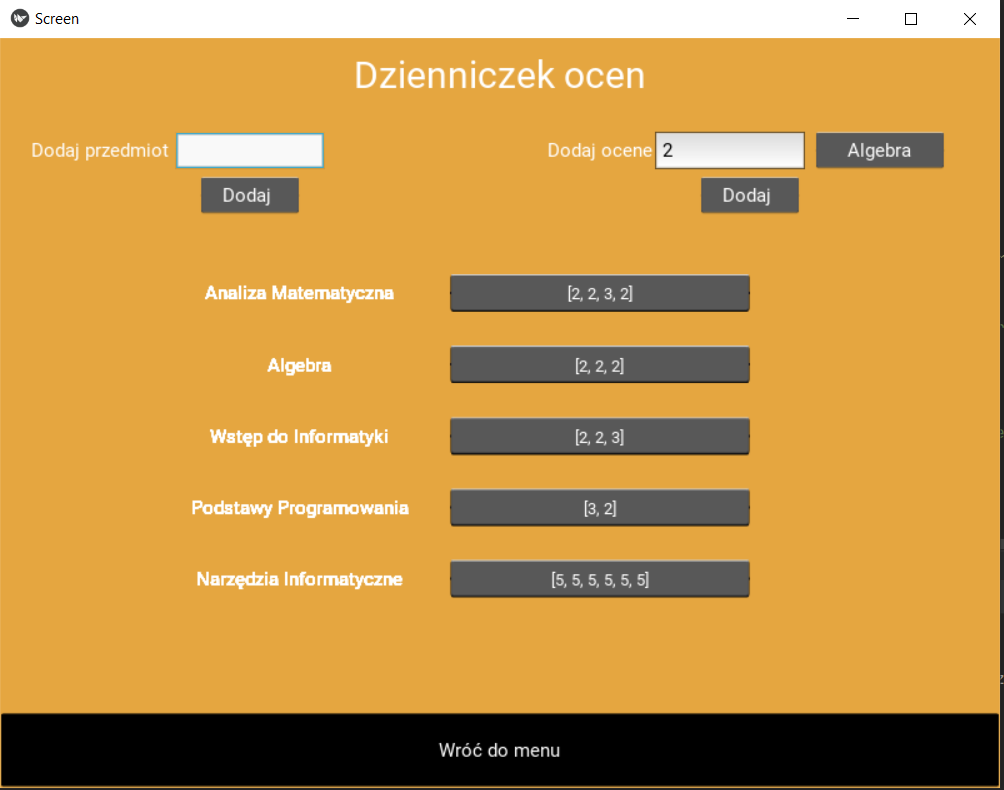 Screen
Dzienniczek ocen
Dodaj przedmiot
Dodaj ocene 2 Algebra
Dodaj
Dodaj
Analiza Matematyczna [2, 2, 3, 2]
Algebra [2, 2, 2]
Wstęp do Informatyki [2, 2, 3]
Podstawy Programowania [3, 2]
Narzędzia Informatyczne [5, 5, 5, 5, 5, 5]
Wróć do menu